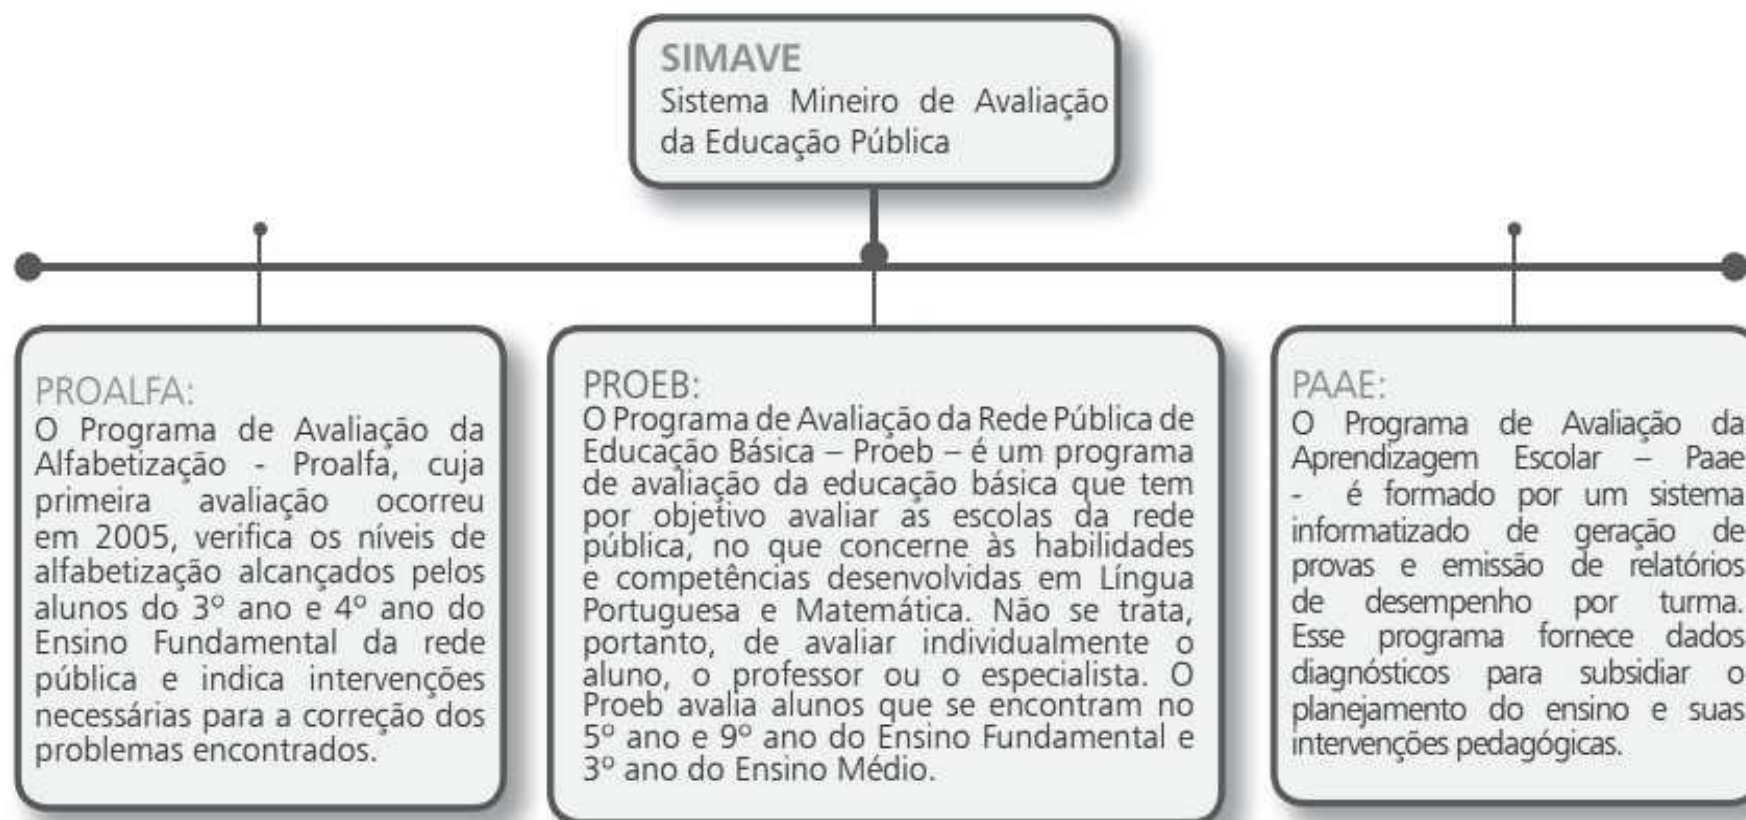 SIMAVE
Sistema Mineiro de Avaliação
da Educação Pública
PROALFA:
O Programa de Avaliação da
Alfabetização - Proalfa, cuja
primeira avaliação ocorreu
em 2005, verifica os níveis de
alfabetização alcançados pelos
alunos do 3º ano e 4º ano do
Ensino Fundamental da rede
pública e indica intervenções
necessárias para a correção dos
problemas encontrados.
PROEB:
O Programa de Avaliação da Rede Pública de
Educação Básica – Proeb – é um programa
de avaliação da educação básica que tem
por objetivo avaliar as escolas da rede
pública, no que concerne às habilidades
e competências desenvolvidas em Língua
Portuguesa e Matemática. Não se trata,
portanto, de avaliar individualmente o
aluno, o professor ou o especialista. O
Proeb avalia alunos que se encontram no
5º ano e 9º ano do Ensino Fundamental e
3º ano do Ensino Médio.
PAAE:
O Programa de Avaliação da
Aprendizagem Escolar – Paae
- é formado por um sistema
informatizado de geração de
provas e emissão de relatórios
de desempenho por turma.
Esse programa fornece dados
diagnósticos para subsidiar o
planejamento do ensino e suas
intervenções pedagógicas.